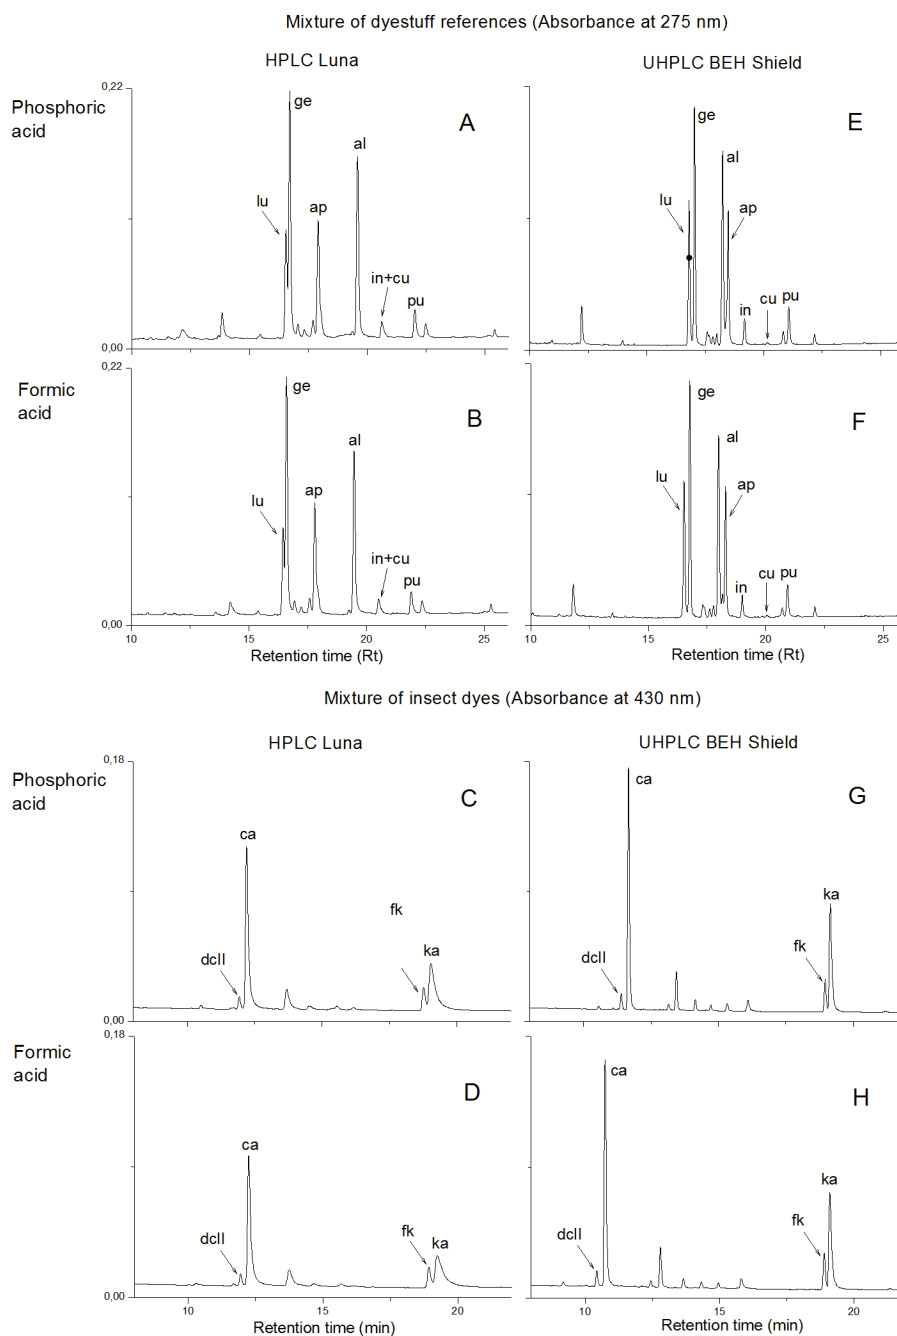 Mixture of dyestuff references (Absorbance at 275 nm)
HPLC Luna
UHPLC BEH Shield
Phosphoric
acid
0,22
0,00
A
lu
ge
ap
al
in+cu
pu
E
lu
ge
al
ap
in
cu
pu
Formic
acid
0,22
0,00
B
lu
ge
ap
al
in+cu
pu
10 15 20 25
Retention time (Rt)
F
lu
ge
al
ap
in
cu
pu
10 15 20 25
Retention time (Rt)
Mixture of insect dyes (Absorbance at 430 nm)
HPLC Luna
UHPLC BEH Shield
Phosphoric
acid
0,18
0,00
C
dcII
ca
fk
ka
10 15 20
G
dcII
ca
fk
ka
10 15 20
Formic
acid
0,18
0,00
D
dcII
ca
fk
ka
10 15 20
Retention time (min)
H
dcII
ca
fk
ka
10 15 20
Retention time (min)